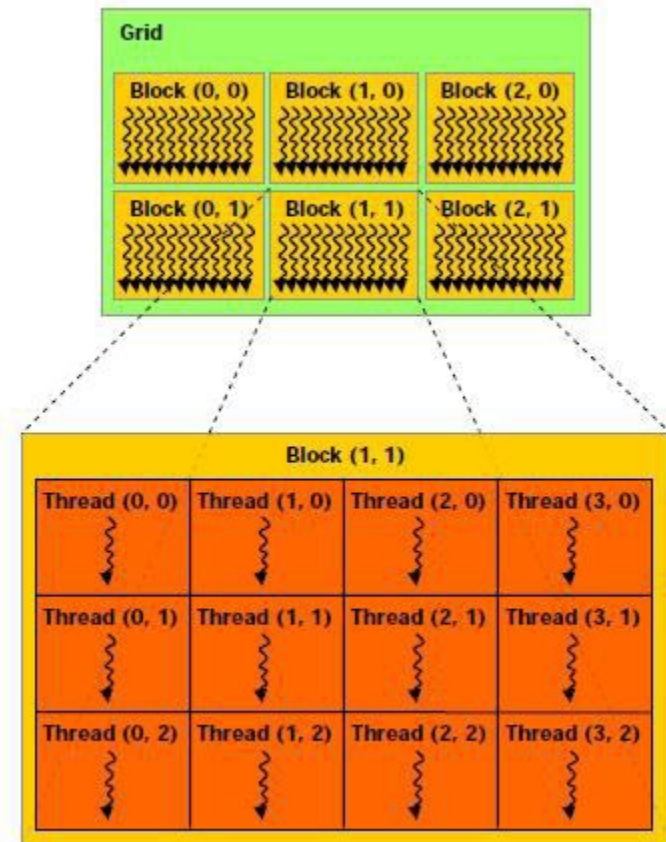 Grid
Block (0, 0) Block (1, 0) Block (2, 0)
Block (0, 1) Block (1, 1) Block (2, 1)
Block (1, 1)
Thread (0, 0) Thread (1, 0) Thread (2, 0) Thread (3, 0)
Thread (0, 1) Thread (1, 1) Thread (2, 1) Thread (3, 1)
Thread (0, 2) Thread (1, 2) Thread (2, 2) Thread (3, 2)